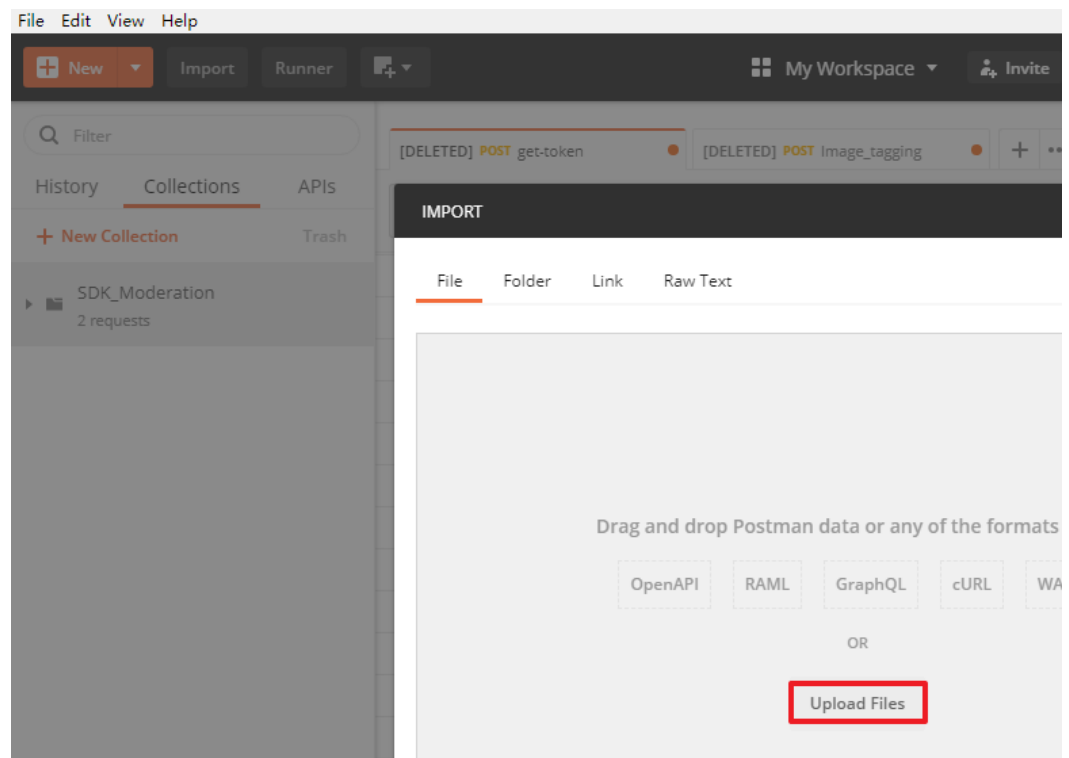 File Edit View Help
New Import Runner My Workspace Invite
Filter
[DELETED] POST get-token [DELETED] POST Image_tagging
History Collections APIs
IMPORT
+ New Collection Trash
File Folder Link Raw Text
SDK_Moderation
2 requests
Drag and drop Postman data or any of the formats
OpenAPI RAML GraphQL cURL WA
OR
Upload Files